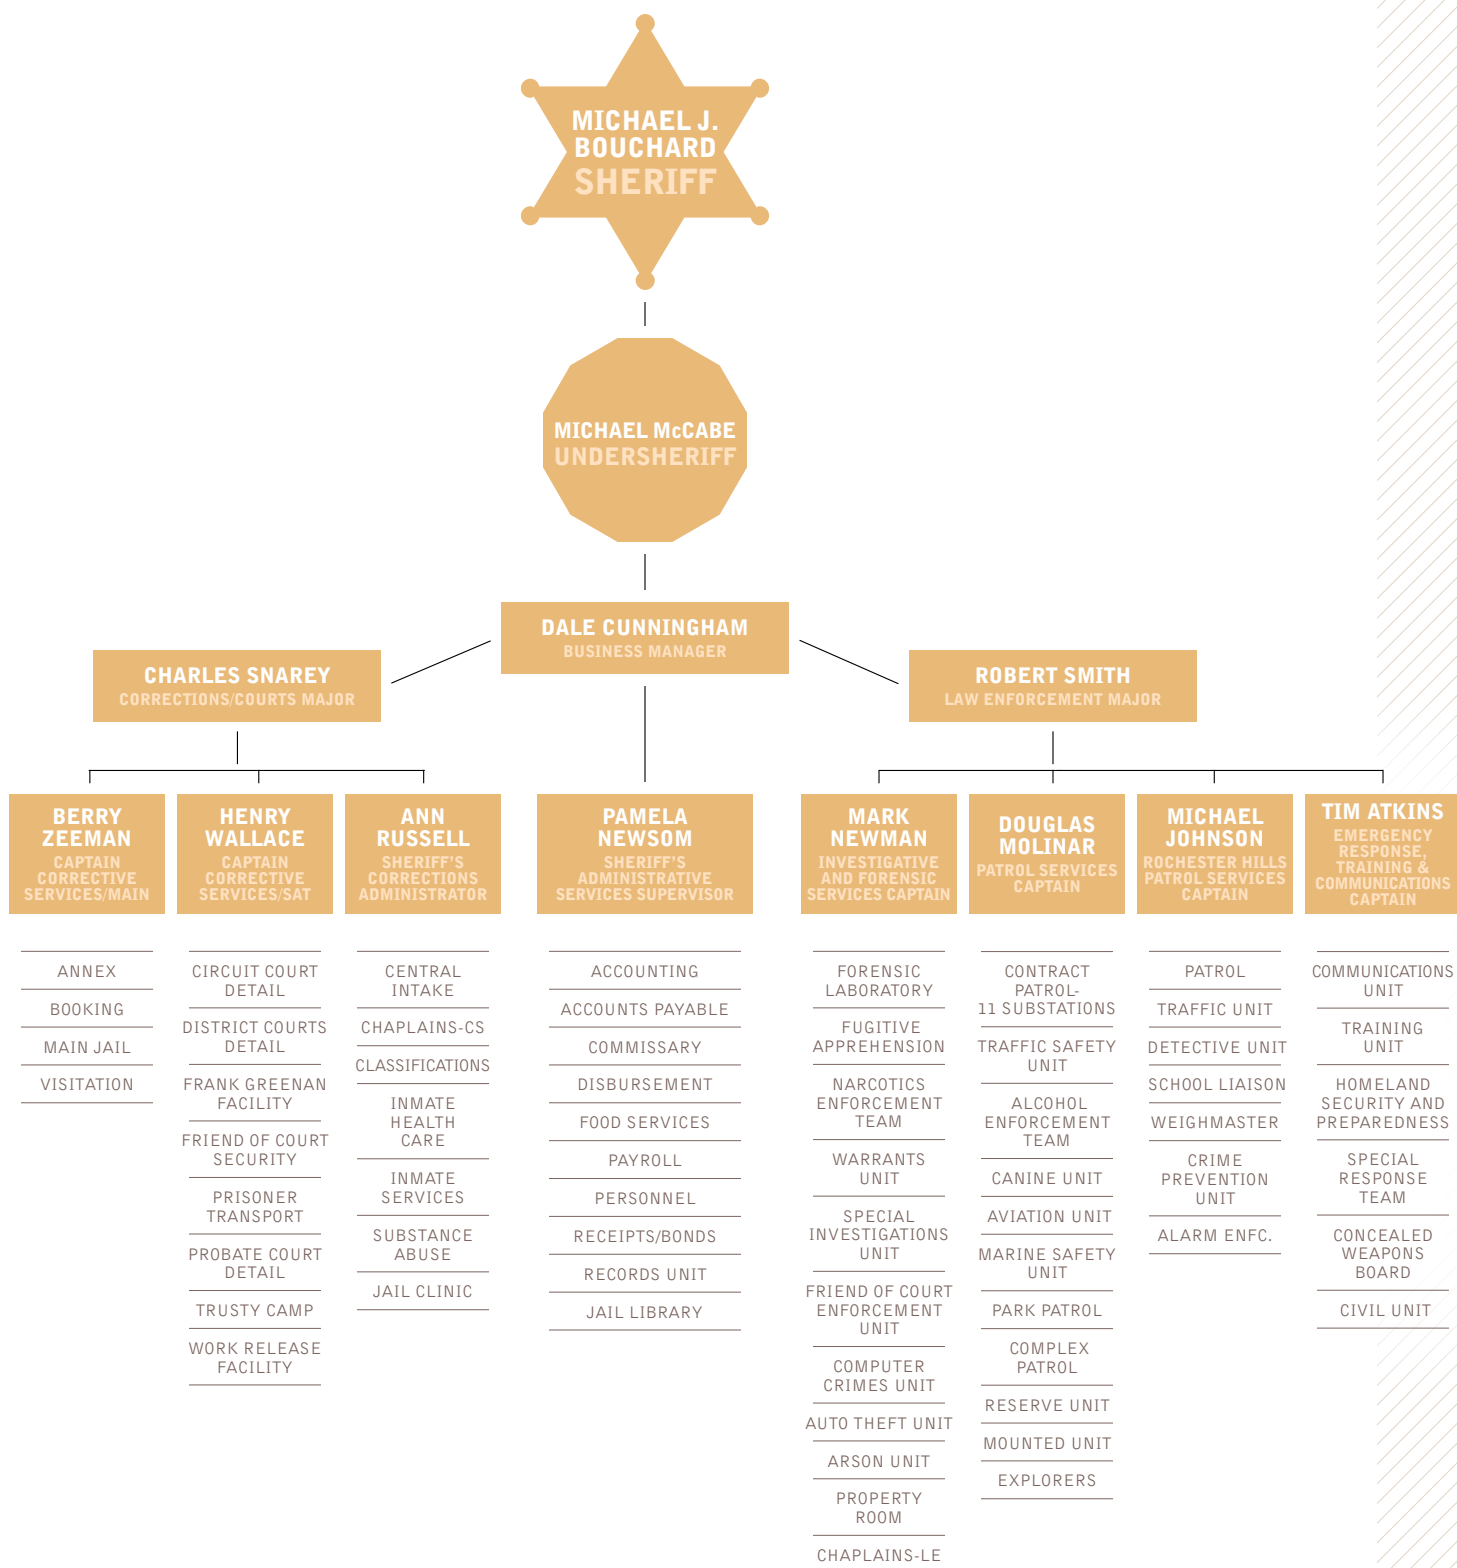 MICHAEL J.
BOUCHARD
SHERIFF
MICHAEL McCABE
UNDERSHERIFF
DALE CUNNINGHAM
BUSINESS MANAGER
CHARLES SNAREY
CORRECTIONS/COURTS MAJOR
ROBERT SMITH
LAW ENFORCEMENT MAJOR
BERRY
ZEEMAN
CAPTAIN
CORRECTIVE
SERVICES/MAIN
ANNEX
BOOKING
MAIN JAIL
VISITATION
HENRY
WALLACE
CAPTAIN
CORRECTIVE
SERVICES/SAT
CIRCUIT COURT
DETAIL
DISTRICT COURTS
DETAIL
FRANK GREENAN
FACILITY
FRIEND OF COURT
SECURITY
PRISONER
TRANSPORT
PROBATE COURT
DETAIL
TRUSTY CAMP
WORK RELEASE
FACILITY
ANN
RUSSELL
SHERIFF'S
CORRECTIONS
ADMINISTRATOR
CENTRAL
INTAKE
CHAPLAINS-CS
CLASSIFICATIONS
INMATE
HEALTH
CARE
INMATE
SERVICES
SUBSTANCE
ABUSE
JAIL CLINIC
PAMELA
NEWSOM
SHERIFF'S
ADMINISTRATIVE
SERVICES SUPERVISOR
ACCOUNTING
ACCOUNTS PAYABLE
COMMISSARY
DISBURSEMENT
FOOD SERVICES
PAYROLL
PERSONNEL
RECEIPTS/BONDS
RECORDS UNIT
JAIL LIBRARY
MARK
NEWMAN
INVESTIGATIVE
AND FORENSIC
SERVICES CAPTAIN
FORENSIC
LABORATORY
FUGITIVE
APPREHENSION
NARCOTICS
ENFORCEMENT
TEAM
WARRANTS
UNIT
SPECIAL
INVESTIGATIONS
UNIT
FRIEND OF COURT
ENFORCEMENT
UNIT
COMPUTER
CRIMES UNIT
AUTO THEFT UNIT
ARSON UNIT
PROPERTY
ROOM
CHAPLAINS-LE
DOUGLAS
MOLINAR
PATROL SERVICES
CAPTAIN
CONTRACT
PATROL-
11 SUBSTATIONS
TRAFFIC SAFETY
UNIT
ALCOHOL
ENFORCEMENT
TEAM
CANINE UNIT
AVIATION UNIT
MARINE SAFETY
UNIT
PARK PATROL
COMPLEX
PATROL
RESERVE UNIT
MOUNTED UNIT
EXPLORERS
MICHAEL
JOHNSON
ROCHESTER HILLS
PATROL SERVICES
CAPTAIN
PATROL
TRAFFIC UNIT
DETECTIVE UNIT
SCHOOL LIAISON
WEIGHMASTER
CRIME
PREVENTION
UNIT
ALARM ENFC.
TIM ATKINS
EMERGENCY
RESPONSE,
TRAINING &
COMMUNICATIONS
CAPTAIN
COMMUNICATIONS
UNIT
TRAINING
UNIT
HOMELAND
SECURITY AND
PREPAREDNESS
SPECIAL
RESPONSE
TEAM
CONCEALED
WEAPONS
BOARD
CIVIL UNIT